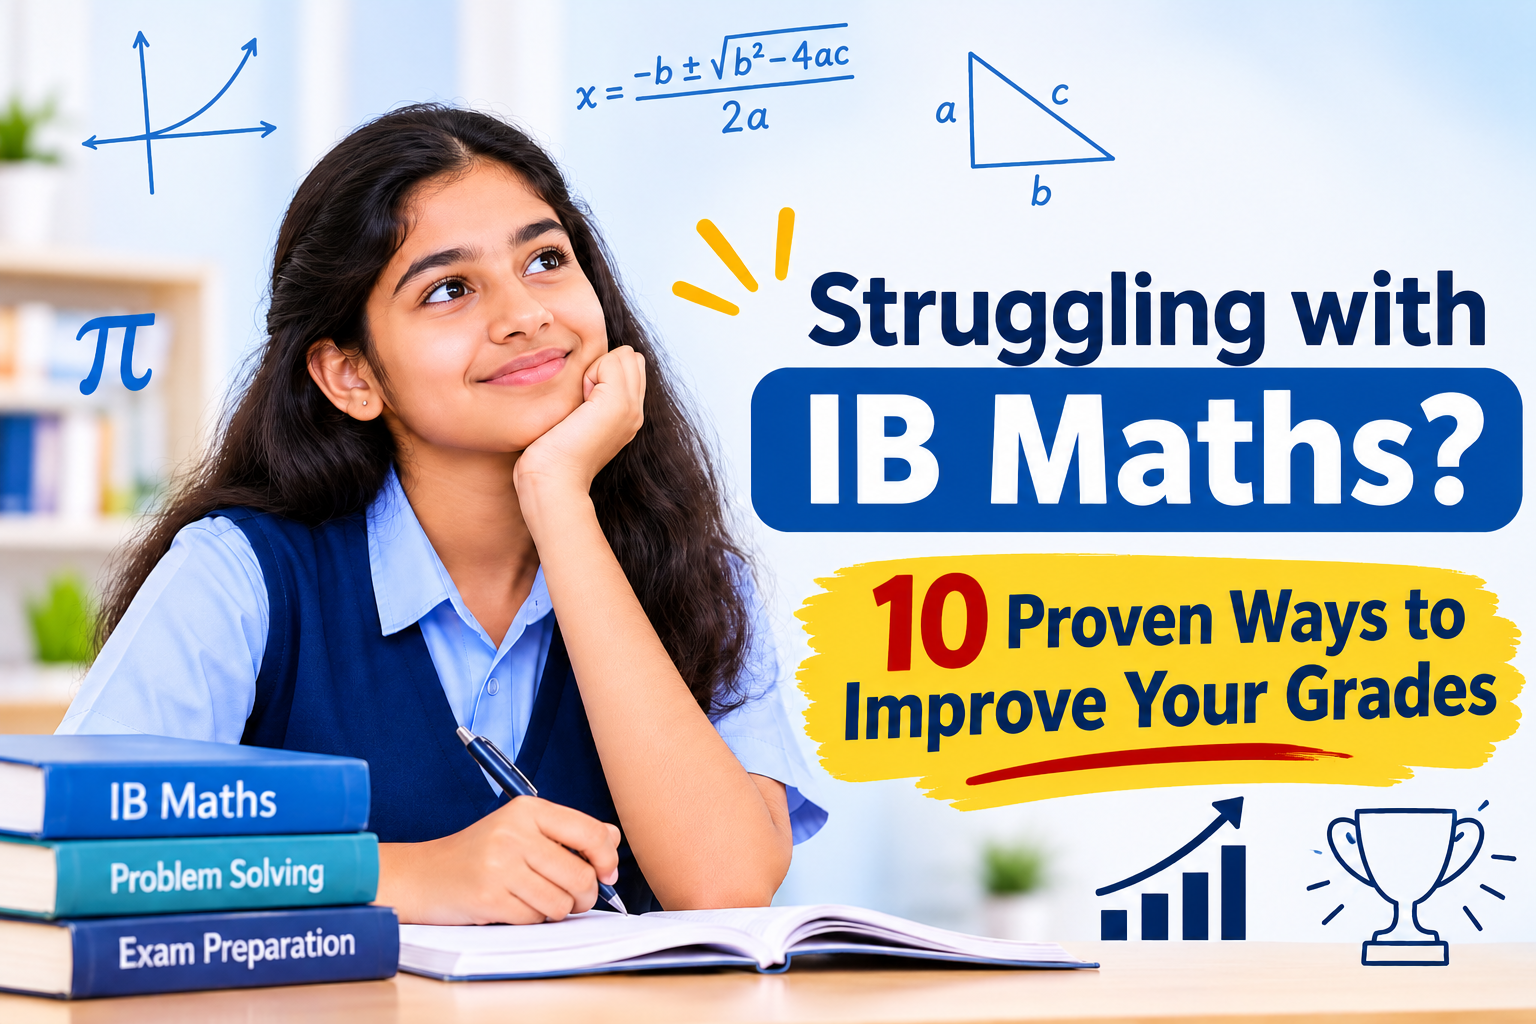 x = −b ± √b² − 4ac / 2a
a
c
b
π
Struggling with
IB Maths?
10 Proven Ways to
Improve Your Grades
IB Maths
Problem Solving
Exam Preparation